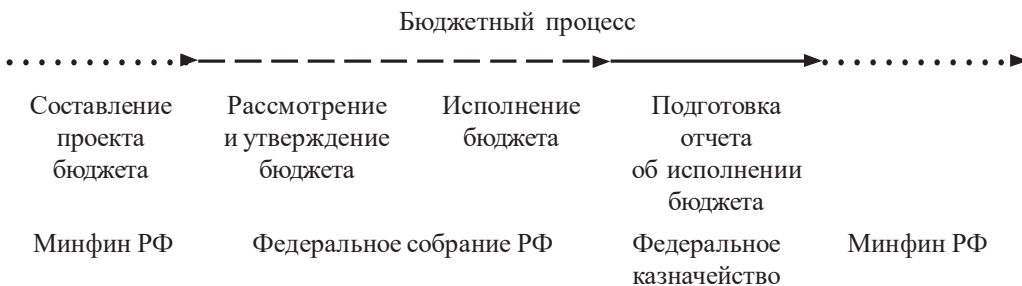 Бюджетный процесс
Составление
проекта
бюджета
Рассмотрение
и утверждение
бюджета
Исполнение
бюджета
Подготовка
отчета
об исполнении
бюджета
Минфин РФ
Федеральное собрание РФ
Федеральное
казначейство
Минфин РФ